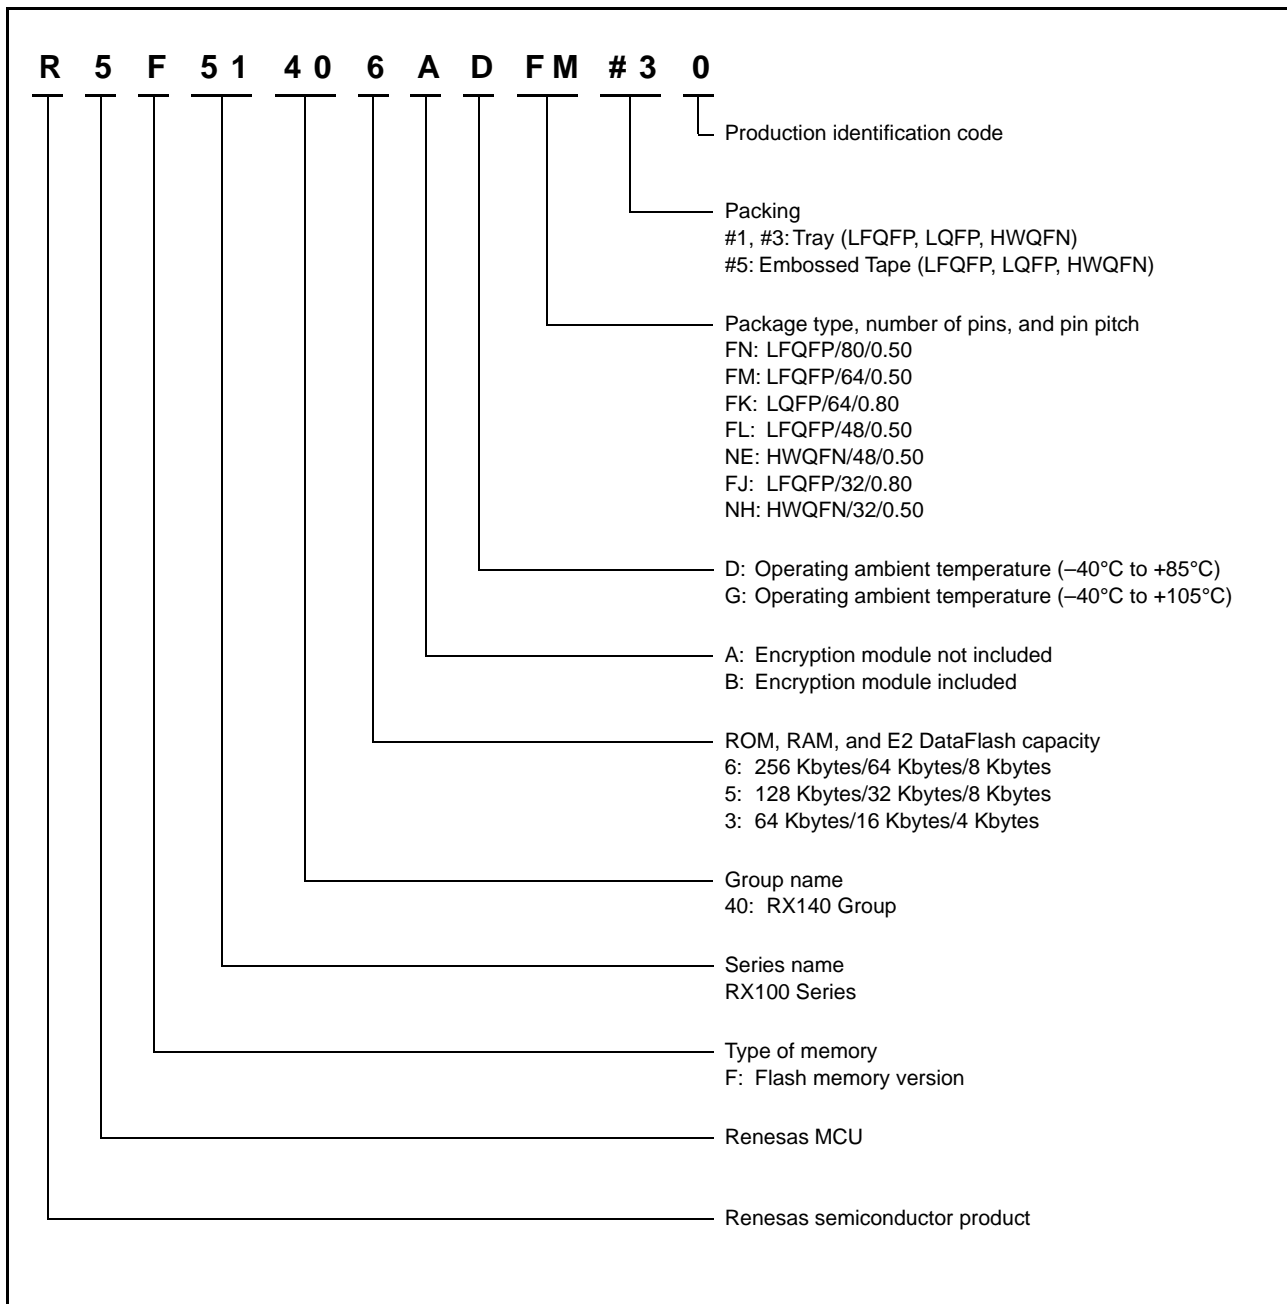 R 5 F 5 1 4 0 6 A D F M # 3 0
Production identification code
Packing
#1, #3: Tray (LFQFP, LQFP, HWQFN)
#5: Embossed Tape (LFQFP, LQFP, HWQFN)
Package type, number of pins, and pin pitch
FN: LFQFP/80/0.50
FM: LFQFP/64/0.50
FK: LQFP/64/0.80
FL: LFQFP/48/0.50
NE: HWQFN/48/0.50
FJ: LFQFP/32/0.80
NH: HWQFN/32/0.50
D: Operating ambient temperature (–40°C to +85°C)
G: Operating ambient temperature (–40°C to +105°C)
A: Encryption module not included
B: Encryption module included
ROM, RAM, and E2 DataFlash capacity
6: 256 Kbytes/64 Kbytes/8 Kbytes
5: 128 Kbytes/32 Kbytes/8 Kbytes
3: 64 Kbytes/16 Kbytes/4 Kbytes
Group name
40: RX140 Group
Series name
RX100 Series
Type of memory
F: Flash memory version
Renesas MCU
Renesas semiconductor product